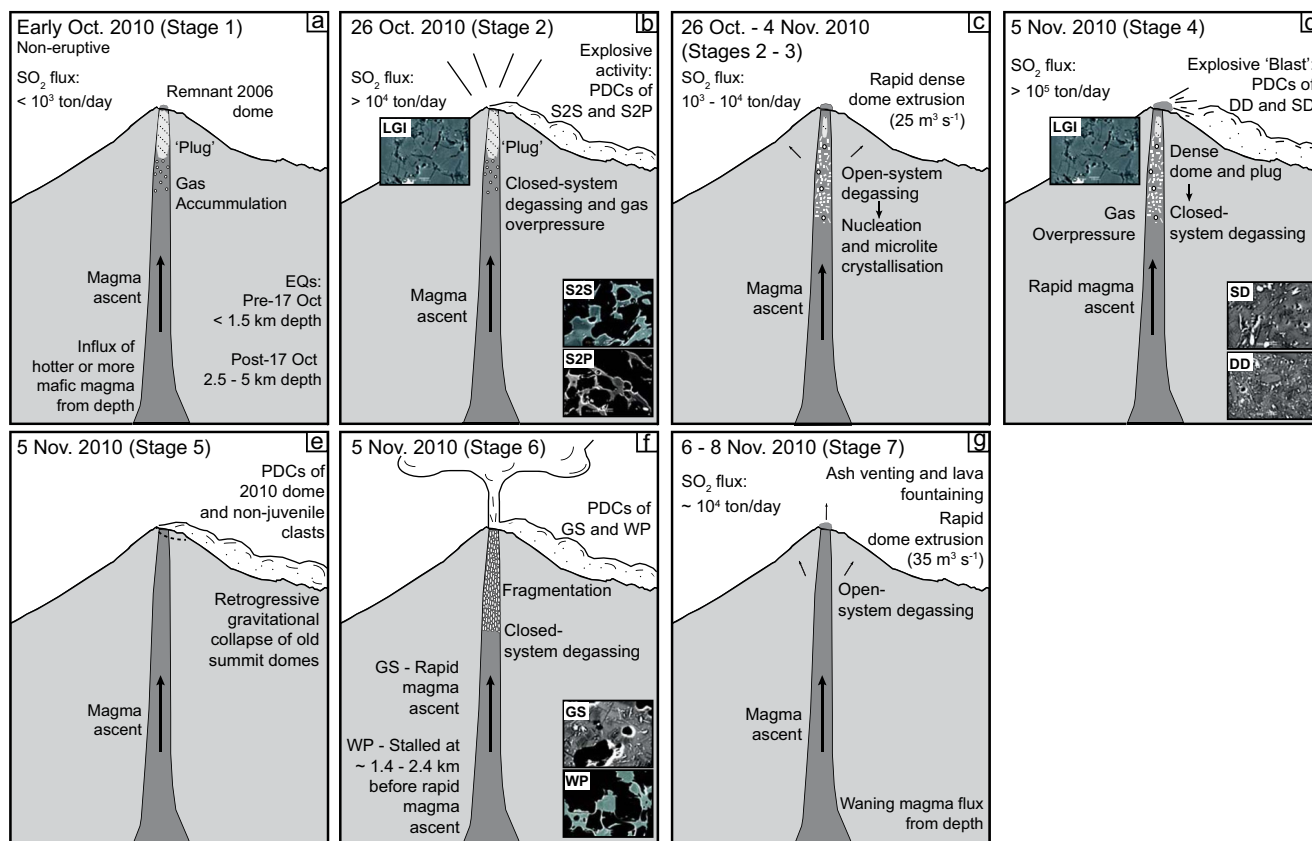 Early Oct. 2010 (Stage 1)
a
Non-eruptive
SO₂ flux:
< 10³ ton/day
Remnant 2006
dome
'Plug'
Gas
Accummulation
Magma
ascent
EQs:
Pre-17 Oct
< 1.5 km depth
Post-17 Oct
2.5 - 5 km depth
Influx of
hotter or more
mafic magma
from depth
26 Oct. 2010 (Stage 2)
b
SO₂ flux:
> 10⁴ ton/day
Explosive
activity:
PDCs of
S2S and S2P
LGI
'Plug'
Closed-system
degassing and gas
overpressure
Magma
ascent
S2S
S2P
26 Oct. - 4 Nov. 2010
(Stages 2 - 3)
c
SO₂ flux:
10³ - 10⁴ ton/day
Rapid dense
dome extrusion
(25 m³ s⁻¹)
Open-system
degassing
Nucleation
and microlite
crystallisation
Magma
ascent
5 Nov. 2010 (Stage 4)
d
SO₂ flux:
> 10⁵ ton/day
Explosive 'Blast':
PDCs of
DD and SD
LGI
Dense
dome and plug
Closed-
system degassing
Gas
Overpressure
Rapid magma
ascent
SD
DD
5 Nov. 2010 (Stage 5)
e
PDCs of
2010 dome
and non-juvenile
clasts
Retrogressive
gravitational
collapse of old
summit domes
Magma
ascent
5 Nov. 2010 (Stage 6)
f
PDCs of
GS and WP
Fragmentation
Closed-
system degassing
GS - Rapid
magma
ascent
WP - Stalled at
~ 1.4 - 2.4 km
before rapid
magma
ascent
GS
WP
6 - 8 Nov. 2010 (Stage 7)
g
SO₂ flux:
~ 10⁴ ton/day
Ash venting and lava
fountaining
Rapid
dome extrusion
(35 m³ s⁻¹)
Open-
system degassing
Magma
ascent
Waning magma flux
from depth